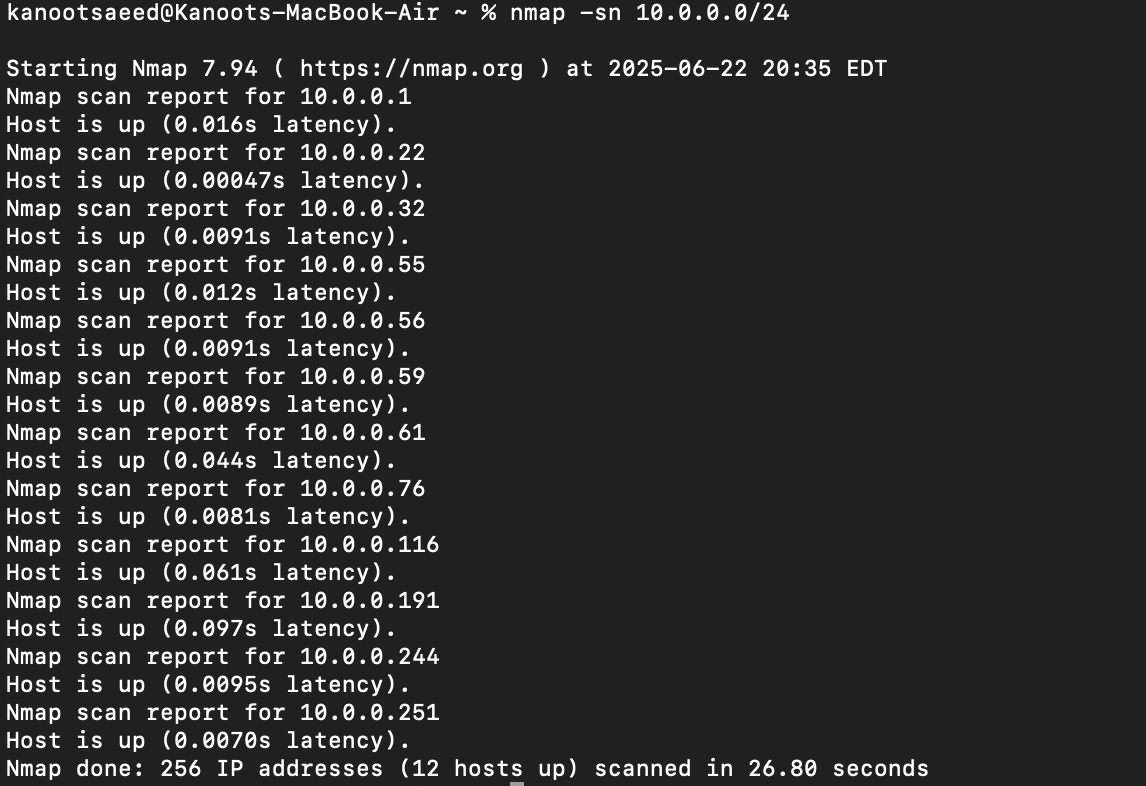 kanootsaeed@Kanoots-MacBook-Air ~ % nmap -sn 10.0.0.0/24
Starting Nmap 7.94 ( https://nmap.org ) at 2025-06-22 20:35 EDT
Nmap scan report for 10.0.0.1
Host is up (0.016s latency).
Nmap scan report for 10.0.0.22
Host is up (0.00047s latency).
Nmap scan report for 10.0.0.32
Host is up (0.0091s latency).
Nmap scan report for 10.0.0.55
Host is up (0.012s latency).
Nmap scan report for 10.0.0.56
Host is up (0.0091s latency).
Nmap scan report for 10.0.0.59
Host is up (0.0089s latency).
Nmap scan report for 10.0.0.61
Host is up (0.044s latency).
Nmap scan report for 10.0.0.76
Host is up (0.0081s latency).
Nmap scan report for 10.0.0.116
Host is up (0.061s latency).
Nmap scan report for 10.0.0.191
Host is up (0.097s latency).
Nmap scan report for 10.0.0.244
Host is up (0.0095s latency).
Nmap scan report for 10.0.0.251
Host is up (0.0070s latency).
Nmap done: 256 IP addresses (12 hosts up) scanned in 26.80 seconds